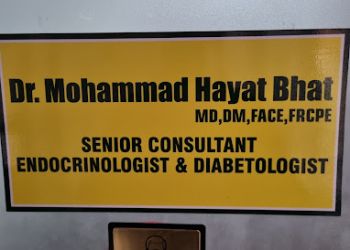 Dr. Mohammad Hayat Bhat
MD,DM,FACE,FRCPE
SENIOR CONSULTANT
ENDOCRINOLOGIST & DIABETOLOGIST